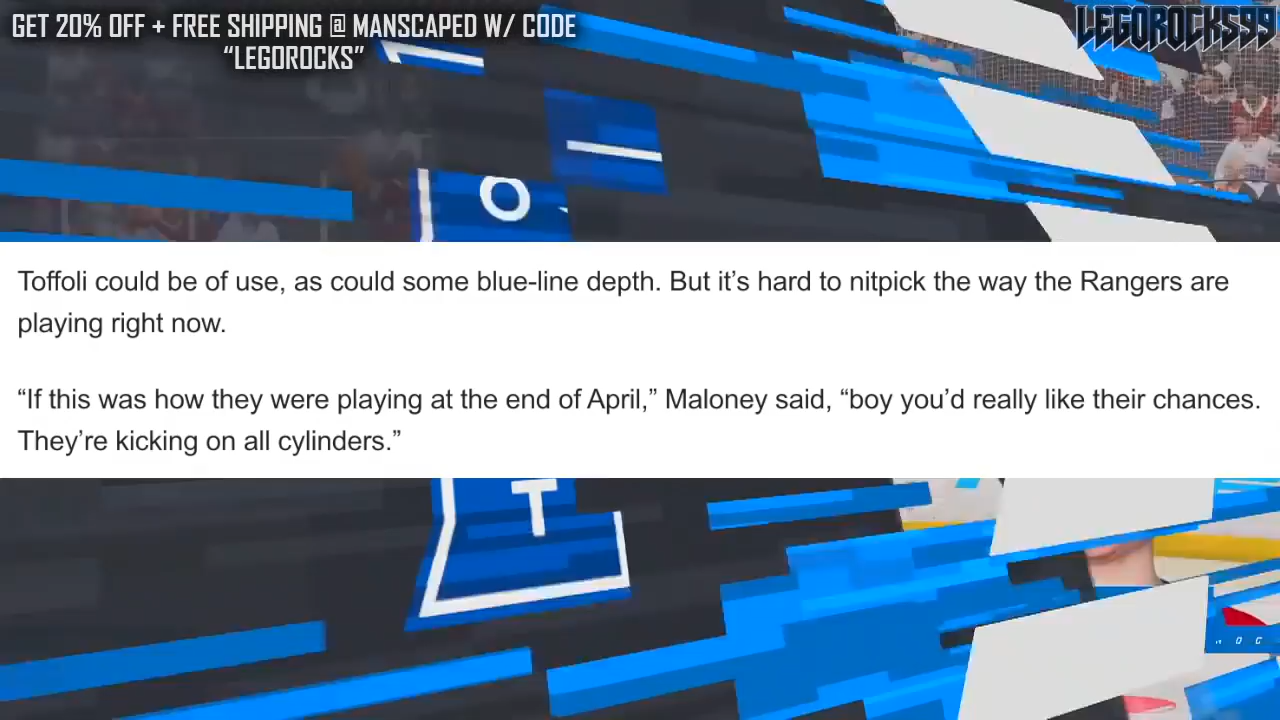 GET 20% OFF + FREE SHIPPING @ MANSCAPED W/ CODE
“LEGOROCKS”
LEGOROCKS99
O
Toffoli could be of use, as could some blue-line depth. But it’s hard to nitpick the way the Rangers are
playing right now.
“If this was how they were playing at the end of April,” Maloney said, “boy you’d really like their chances.
They’re kicking on all cylinders.”
T